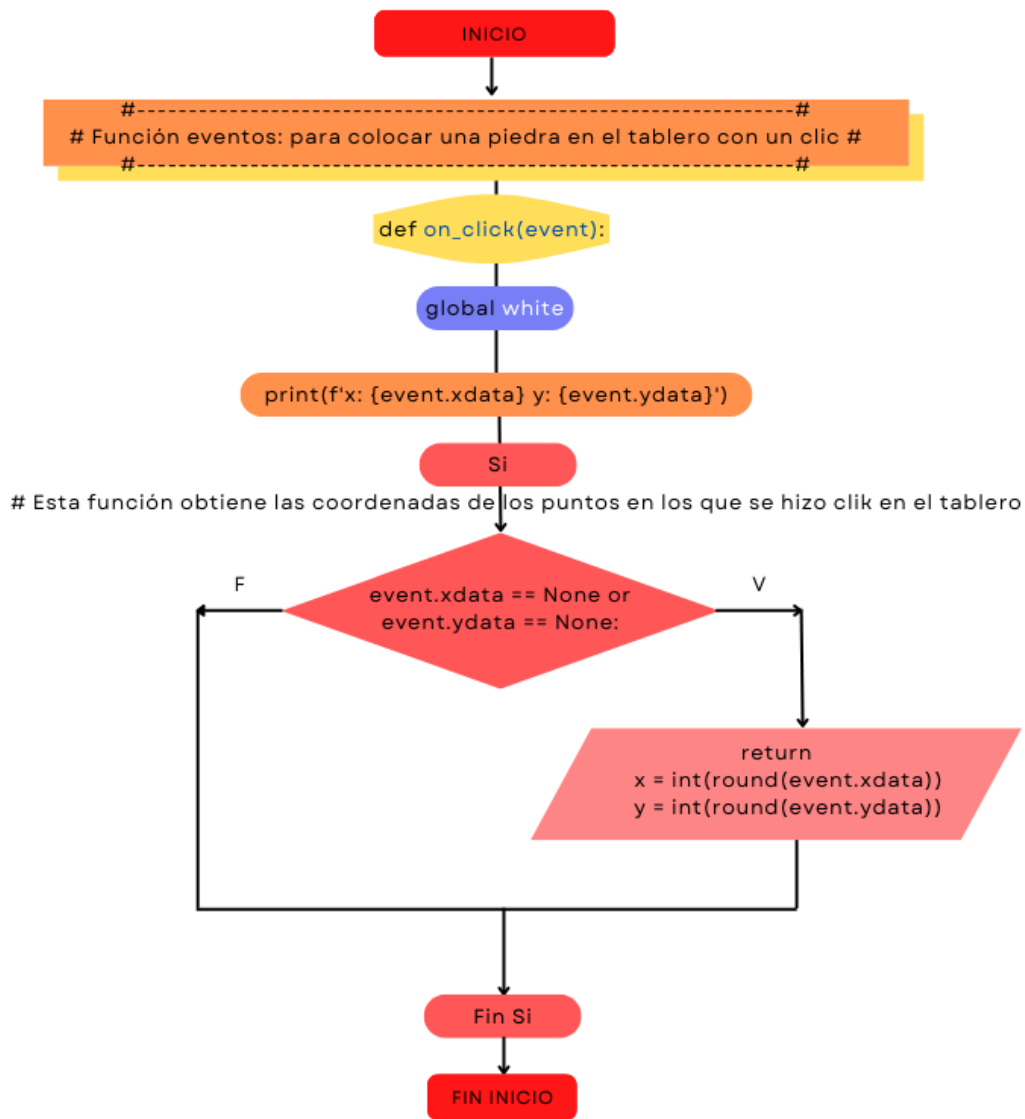 INICIO
#----------------------------------------------------------------#
# Función eventos: para colocar una piedra en el tablero con un clic #
#----------------------------------------------------------------#
def on_click(event):
global white
print(f'x: {event.xdata} y: {event.ydata}')
Si
# Esta función obtiene las coordenadas de los puntos en los que se hizo clik en el tablero
F
V
event.xdata == None or
event.ydata == None:
return
x = int(round(event.xdata))
y = int(round(event.ydata))
Fin Si
FIN INICIO